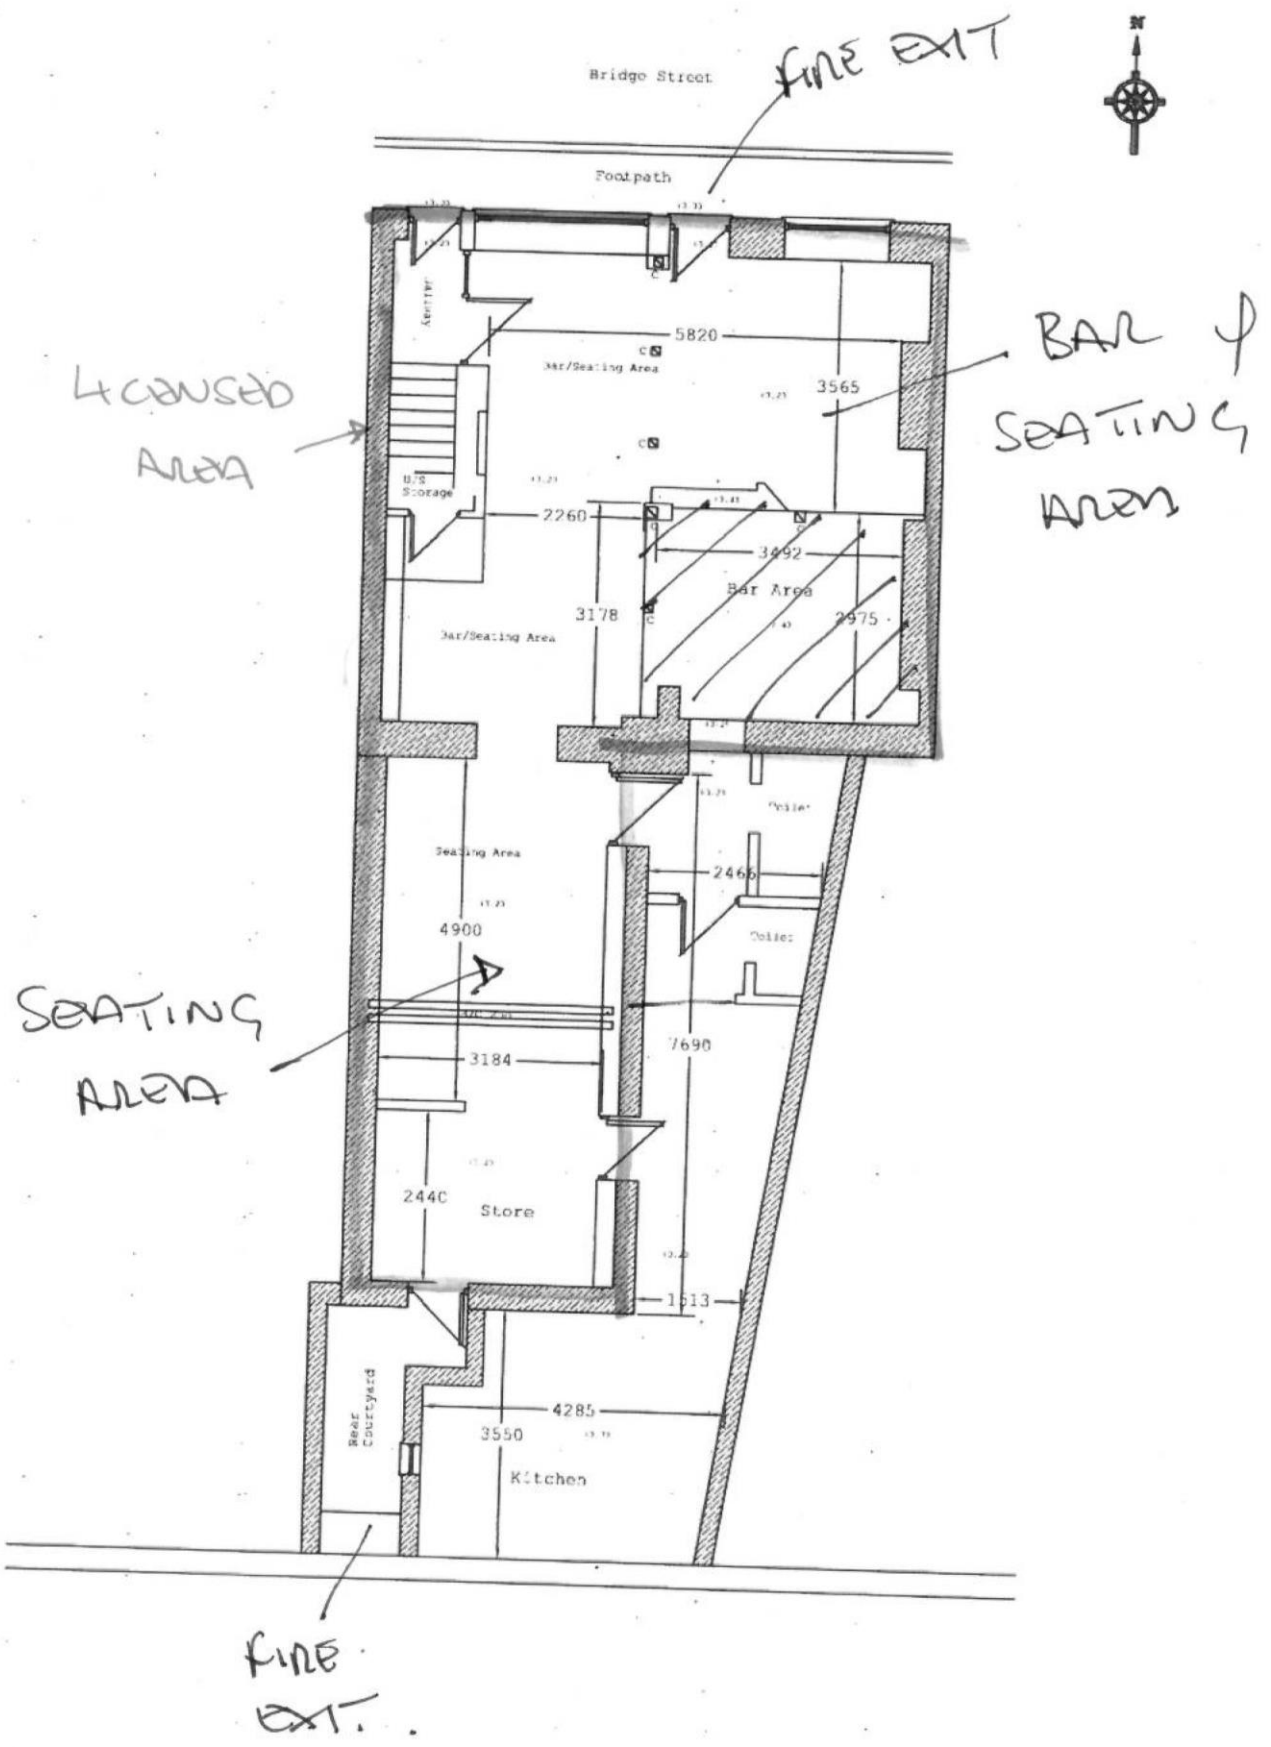 FIRE EXIT
N
Bridge Street
Footpath
Hallway
5820
C
Bar/Seating Area
3565
BAR &
SEATING
AREA
LICENSED
AREA
C
U/S
Storage
2260
C
C
3492
Bar Area
3178
2975
C
Bar/Seating Area
Toilet
Seating Area
2466
4900
Toilet
SEATING
AREA
3184
7690
2440
Store
1613
Rear
Courtyard
4285
3550
Kitchen
FIRE
EXIT.